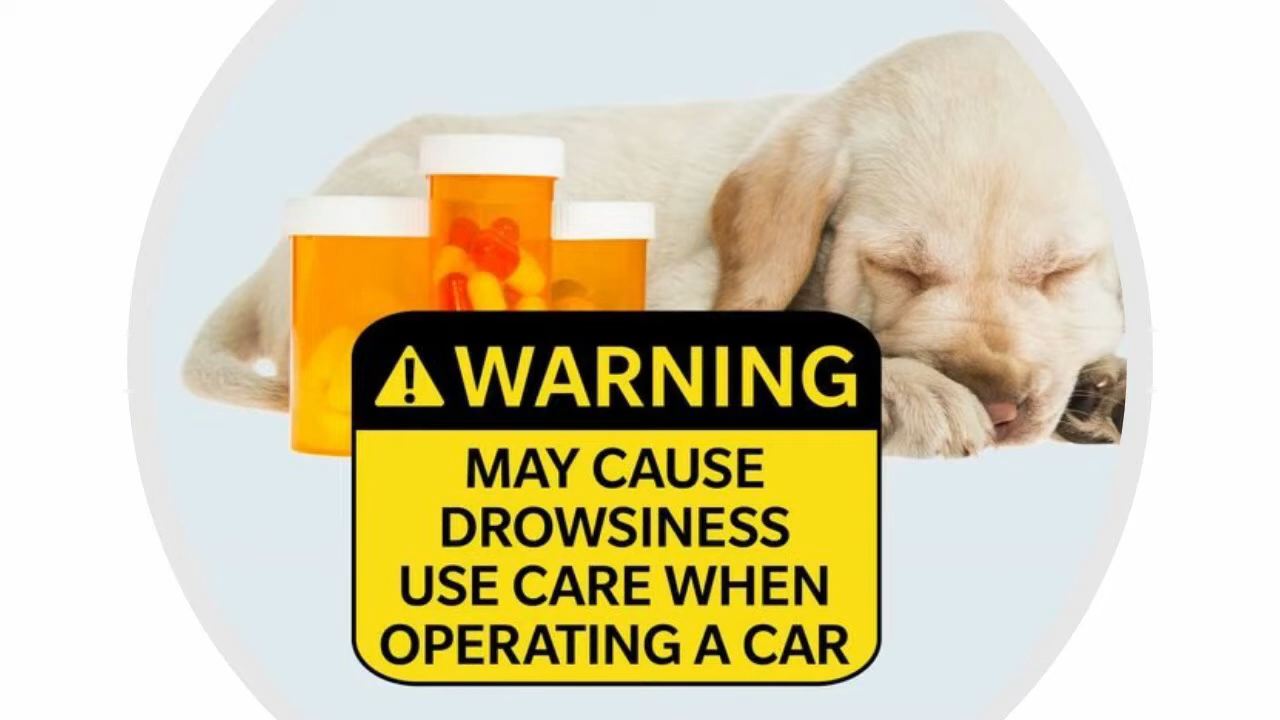 WARNING
MAY CAUSE
DROWSINESS
USE CARE WHEN
OPERATING A CAR